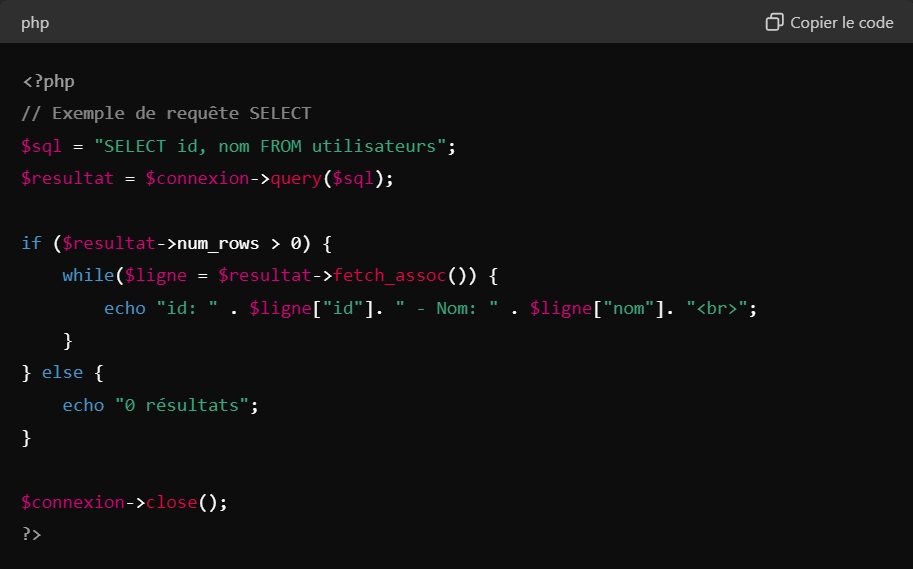 php Copier le code
<?php
// Exemple de requête SELECT
$sql = "SELECT id, nom FROM utilisateurs";
$resultat = $connexion->query($sql);
if ($resultat->num_rows > 0) {
    while($ligne = $resultat->fetch_assoc()) {
        echo "id: " . $ligne["id"]. " - Nom: " . $ligne["nom"]. "<br>";
    }
} else {
    echo "0 résultats";
}
$connexion->close();
?>